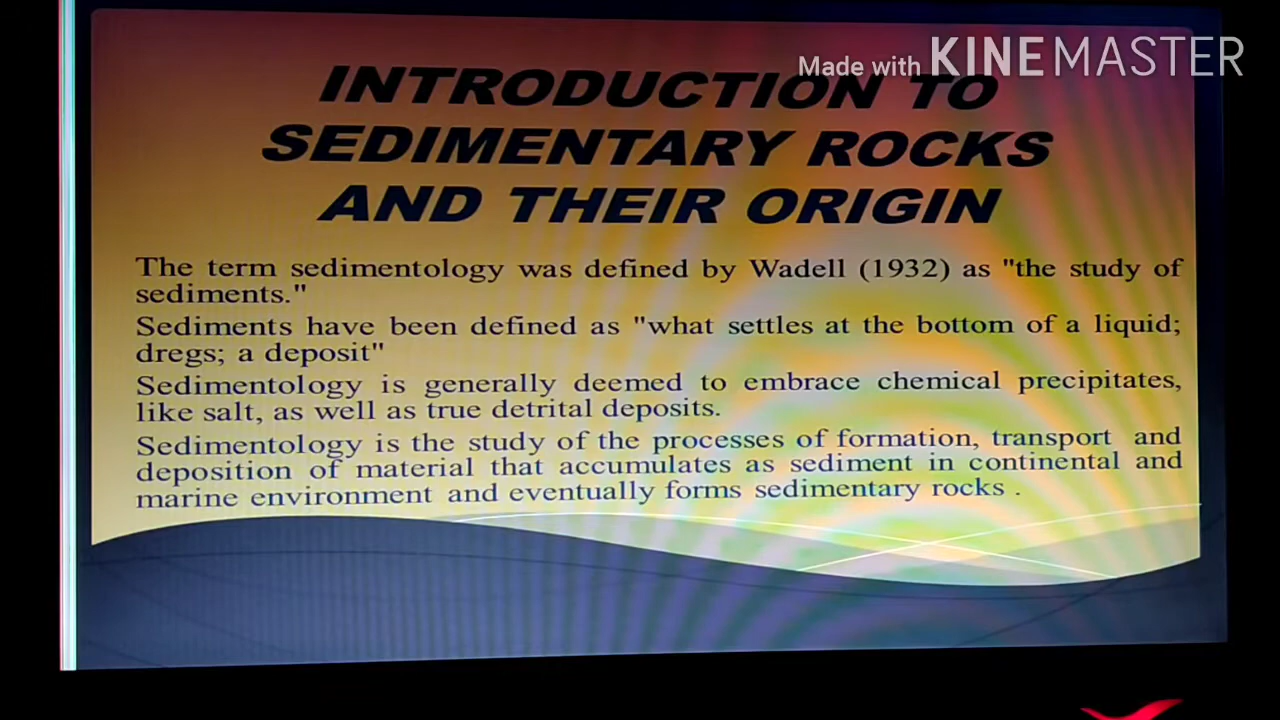 Made with KINEMASTER
INTRODUCTION TO
SEDIMENTARY ROCKS
AND THEIR ORIGIN
The term sedimentology was defined by Wadell (1932) as "the study of
sediments."
Sediments have been defined as "what settles at the bottom of a liquid;
dregs; a deposit"
Sedimentology is generally deemed to embrace chemical precipitates,
like salt, as well as true detrital deposits.
Sedimentology is the study of the processes of formation, transport and
deposition of material that accumulates as sediment in continental and
marine environment and eventually forms sedimentary rocks .